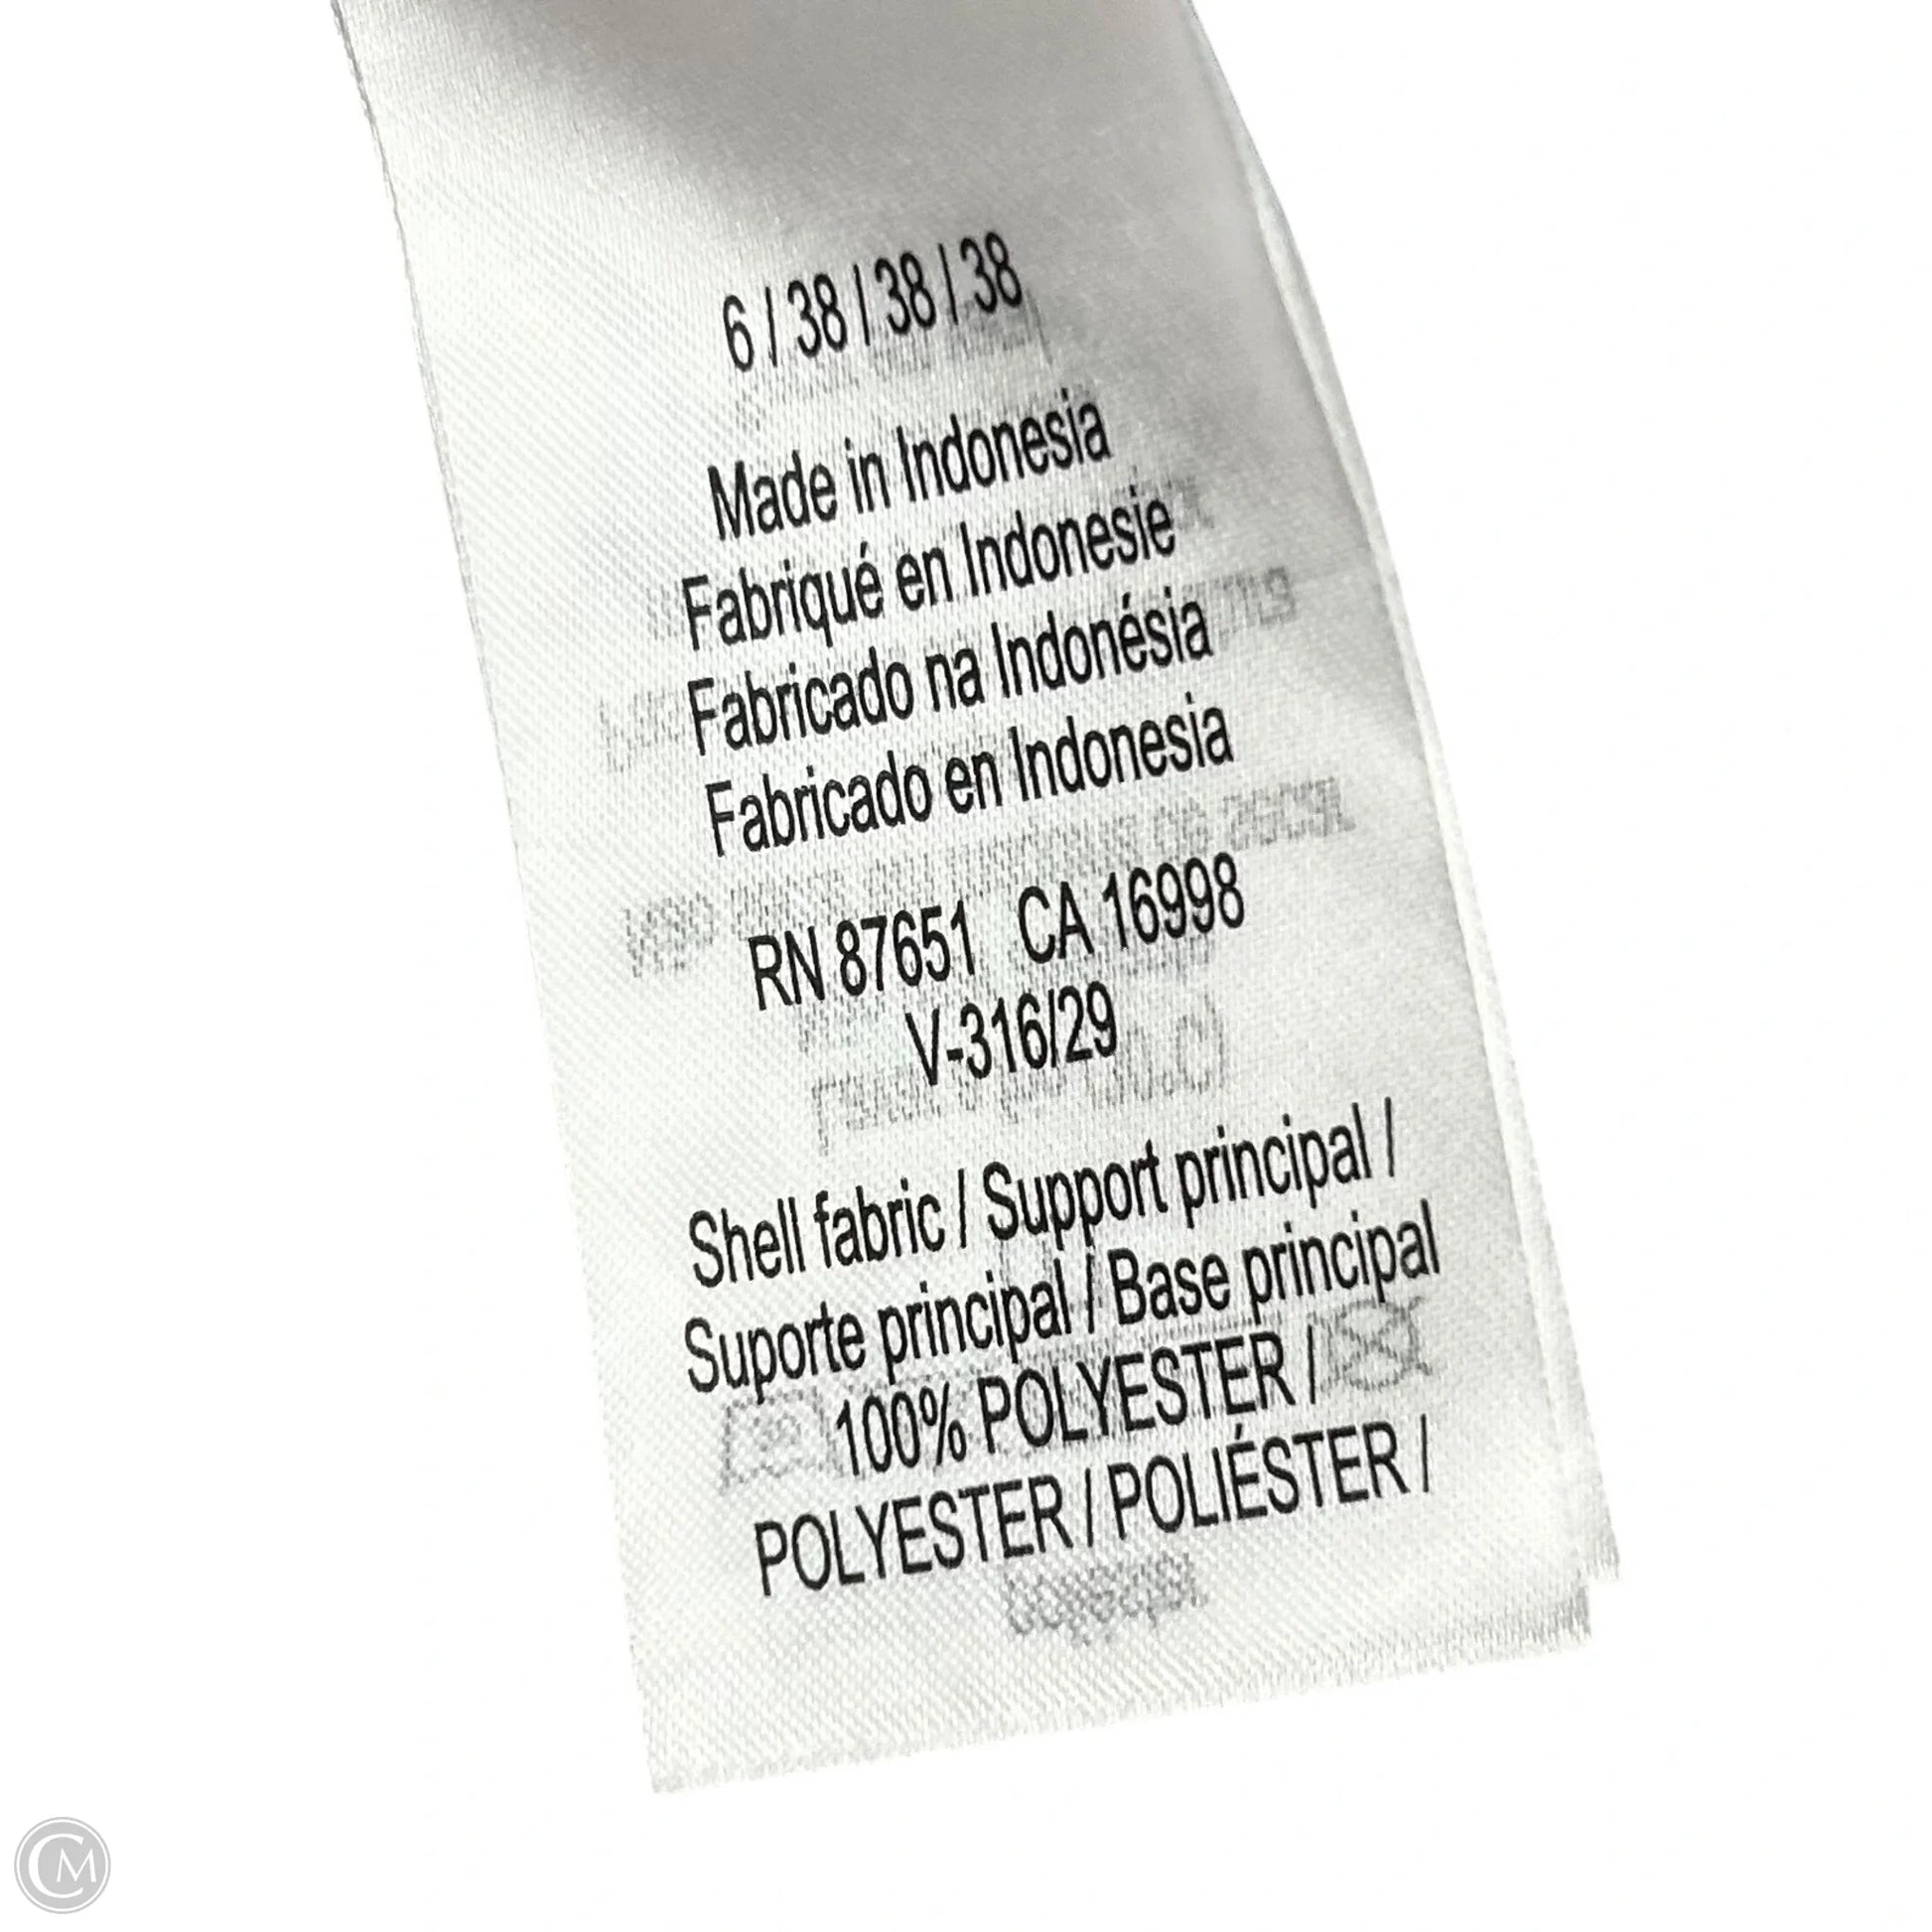 6 / 38 / 38 / 38
Made in Indonesia
Fabriqué en Indonesie
Fabricado na Indonésia
Fabricado en Indonesia
RN 87651 CA 16998
V-316/29
Shell fabric / Support principal /
Suporte principal / Base principal
100% POLYESTER /
POLYESTER / POLIÉSTER /
CM